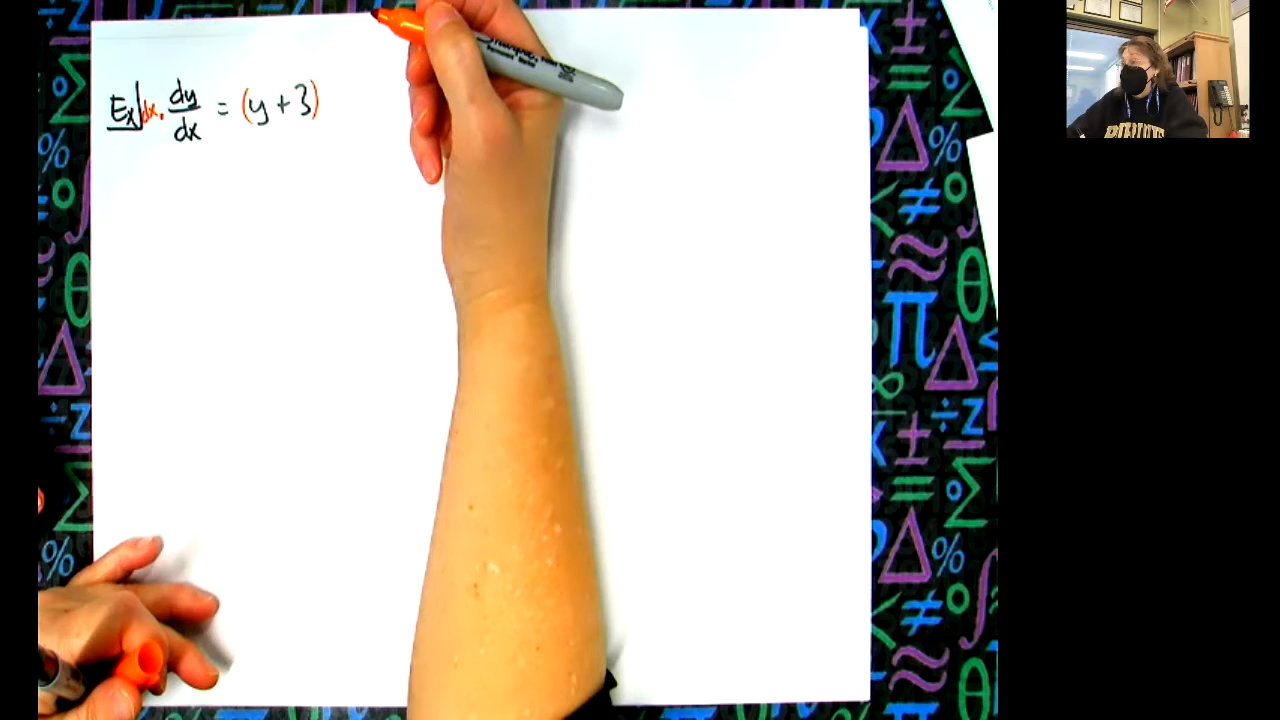 Ex| dx · dy/dx = (y + 3)